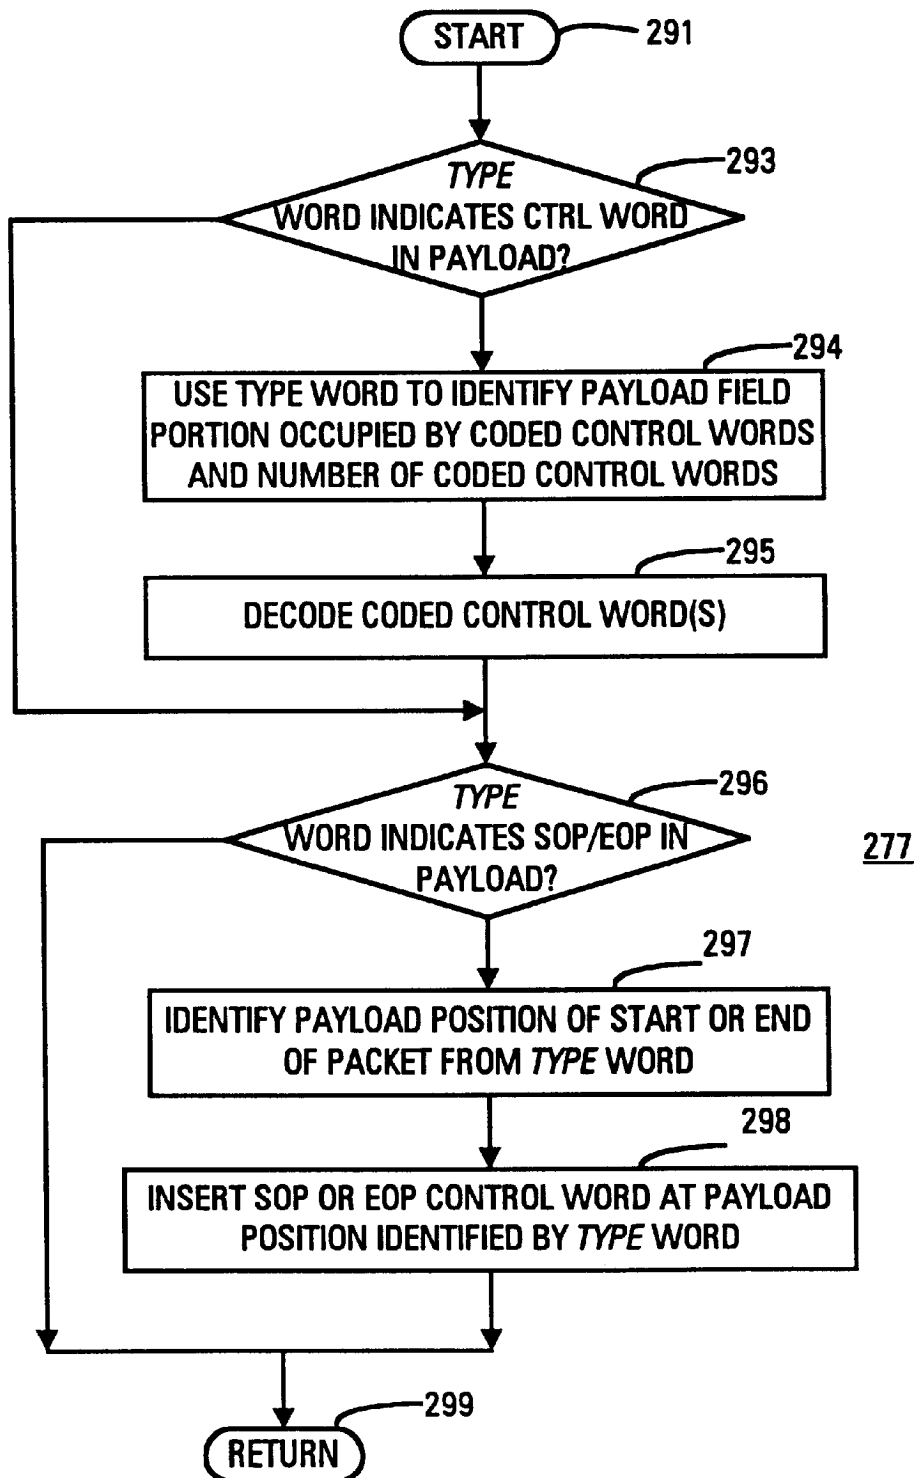 START
291
TYPE
WORD INDICATES CTRL WORD
IN PAYLOAD?
293
294
USE TYPE WORD TO IDENTIFY PAYLOAD FIELD
PORTION OCCUPIED BY CODED CONTROL WORDS
AND NUMBER OF CODED CONTROL WORDS
295
DECODE CODED CONTROL WORD(S)
296
TYPE
WORD INDICATES SOP/EOP IN
PAYLOAD?
277
297
IDENTIFY PAYLOAD POSITION OF START OR END
OF PACKET FROM TYPE WORD
298
INSERT SOP OR EOP CONTROL WORD AT PAYLOAD
POSITION IDENTIFIED BY TYPE WORD
299
RETURN